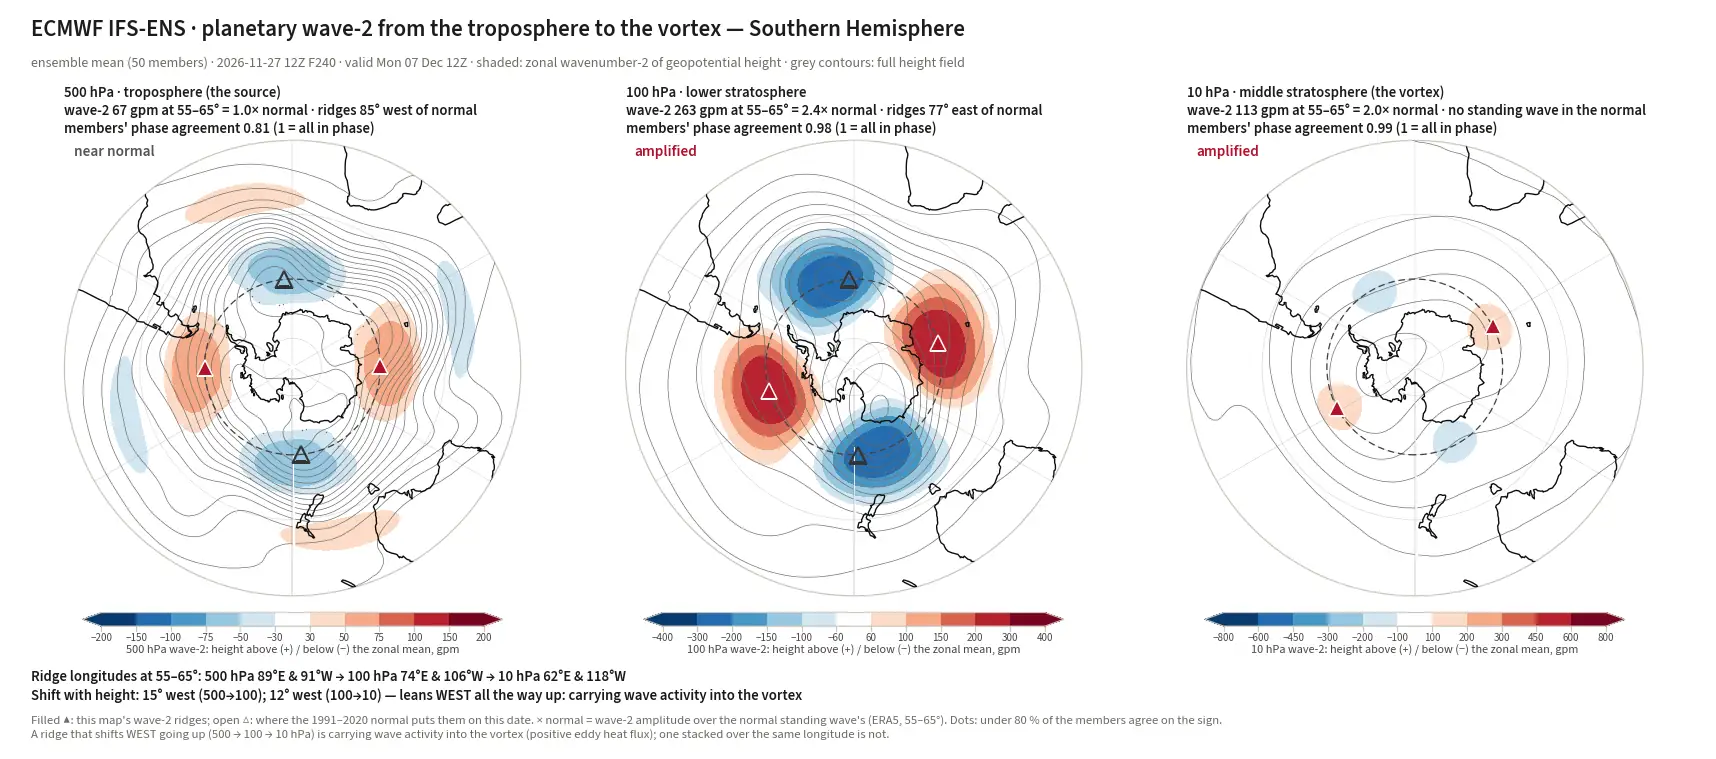 ECMWF IFS-ENS · planetary wave-2 from the troposphere to the vortex — Southern Hemisphere
ensemble mean (50 members) · 2026-11-27 12Z F240 · valid Mon 07 Dec 12Z · shaded: zonal wavenumber-2 of geopotential height · grey contours: full height field
500 hPa · troposphere (the source)
wave-2 67 gpm at 55–65° = 1.0× normal · ridges 85° west of normal
members' phase agreement 0.81 (1 = all in phase)
near normal
100 hPa · lower stratosphere
wave-2 263 gpm at 55–65° = 2.4× normal · ridges 77° east of normal
members' phase agreement 0.98 (1 = all in phase)
amplified
10 hPa · middle stratosphere (the vortex)
wave-2 113 gpm at 55–65° = 2.0× normal · no standing wave in the normal
members' phase agreement 0.99 (1 = all in phase)
amplified
−200 −150 −100 −75 −50 −30 30 50 75 100 150 200
500 hPa wave-2: height above (+) / below (−) the zonal mean, gpm
−400 −300 −200 −150 −100 −60 60 100 150 200 300 400
100 hPa wave-2: height above (+) / below (−) the zonal mean, gpm
−800 −600 −450 −300 −200 −100 100 200 300 450 600 800
10 hPa wave-2: height above (+) / below (−) the zonal mean, gpm
Ridge longitudes at 55–65°: 500 hPa 89°E & 91°W → 100 hPa 74°E & 106°W → 10 hPa 62°E & 118°W
Shift with height: 15° west (500→100); 12° west (100→10) — leans WEST all the way up: carrying wave activity into the vortex
Filled ▲: this map's wave-2 ridges; open △: where the 1991–2020 normal puts them on this date. × normal = wave-2 amplitude over the normal standing wave's (ERA5, 55–65°). Dots: under 80 % of the members agree on the sign.
A ridge that shifts WEST going up (500 → 100 → 10 hPa) is carrying wave activity into the vortex (positive eddy heat flux); one stacked over the same longitude is not.